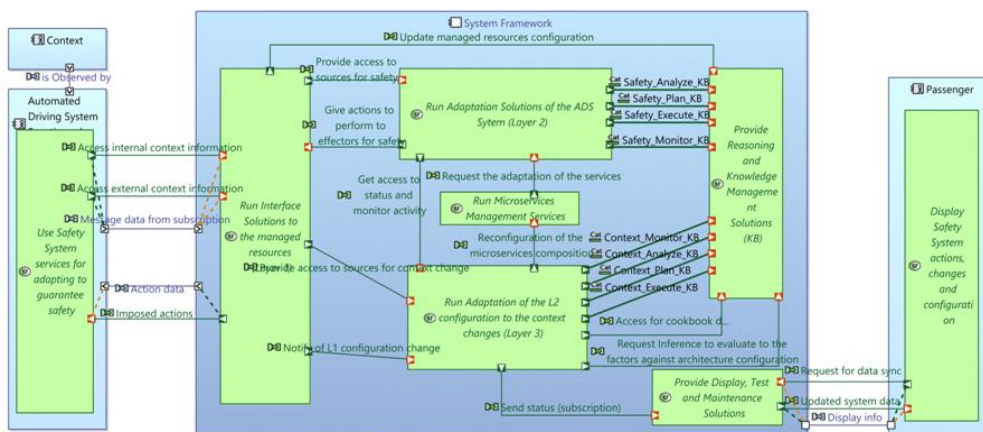 System Framework
Context
is Observed by
Automated
Driving System
Access internal context information
Access external context information
Message data from subscription
Use Safety
System
services for
adapting to
guarantee
safety
Action data
Imposed actions
Update managed resources configuration
Provide access to
sources for safety
Give actions to
perform to
effectors for safety
Run Interface
Solutions to
the managed
resources
Provide access to sources for context change
Notify of L1 configuration change
Run Adaptation Solutions of the ADS
Sytem (Layer 2)
Get access to
status and
monitor activity
Request the adaptation of the services
Run Microservices
Management Services
Reconfiguration of the
microservices composition
Run Adaptation of the L2
configuration to the context
changes (Layer 3)
Cat Safety_Analyze_KB
Cat Safety_Plan_KB
Cat Safety_Execute_KB
Cat Safety_Monitor_KB
Cat Context_Monitor_KB
Cat Context_Analyze_KB
Cat Context_Plan_KB
Cat Context_Execute_KB
Provide
Reasoning
and
Knowledge
Manageme
nt
Solutions
(KB)
Access for cookbook d...
Request Inference to evaluate to the
factors against architecture configuration
Send status (subscription)
Provide Display, Test
and Maintenance
Solutions
Passenger
Display
Safety
System
actions,
changes
and
configurati
on
Request for data sync
Updated system data
Display info